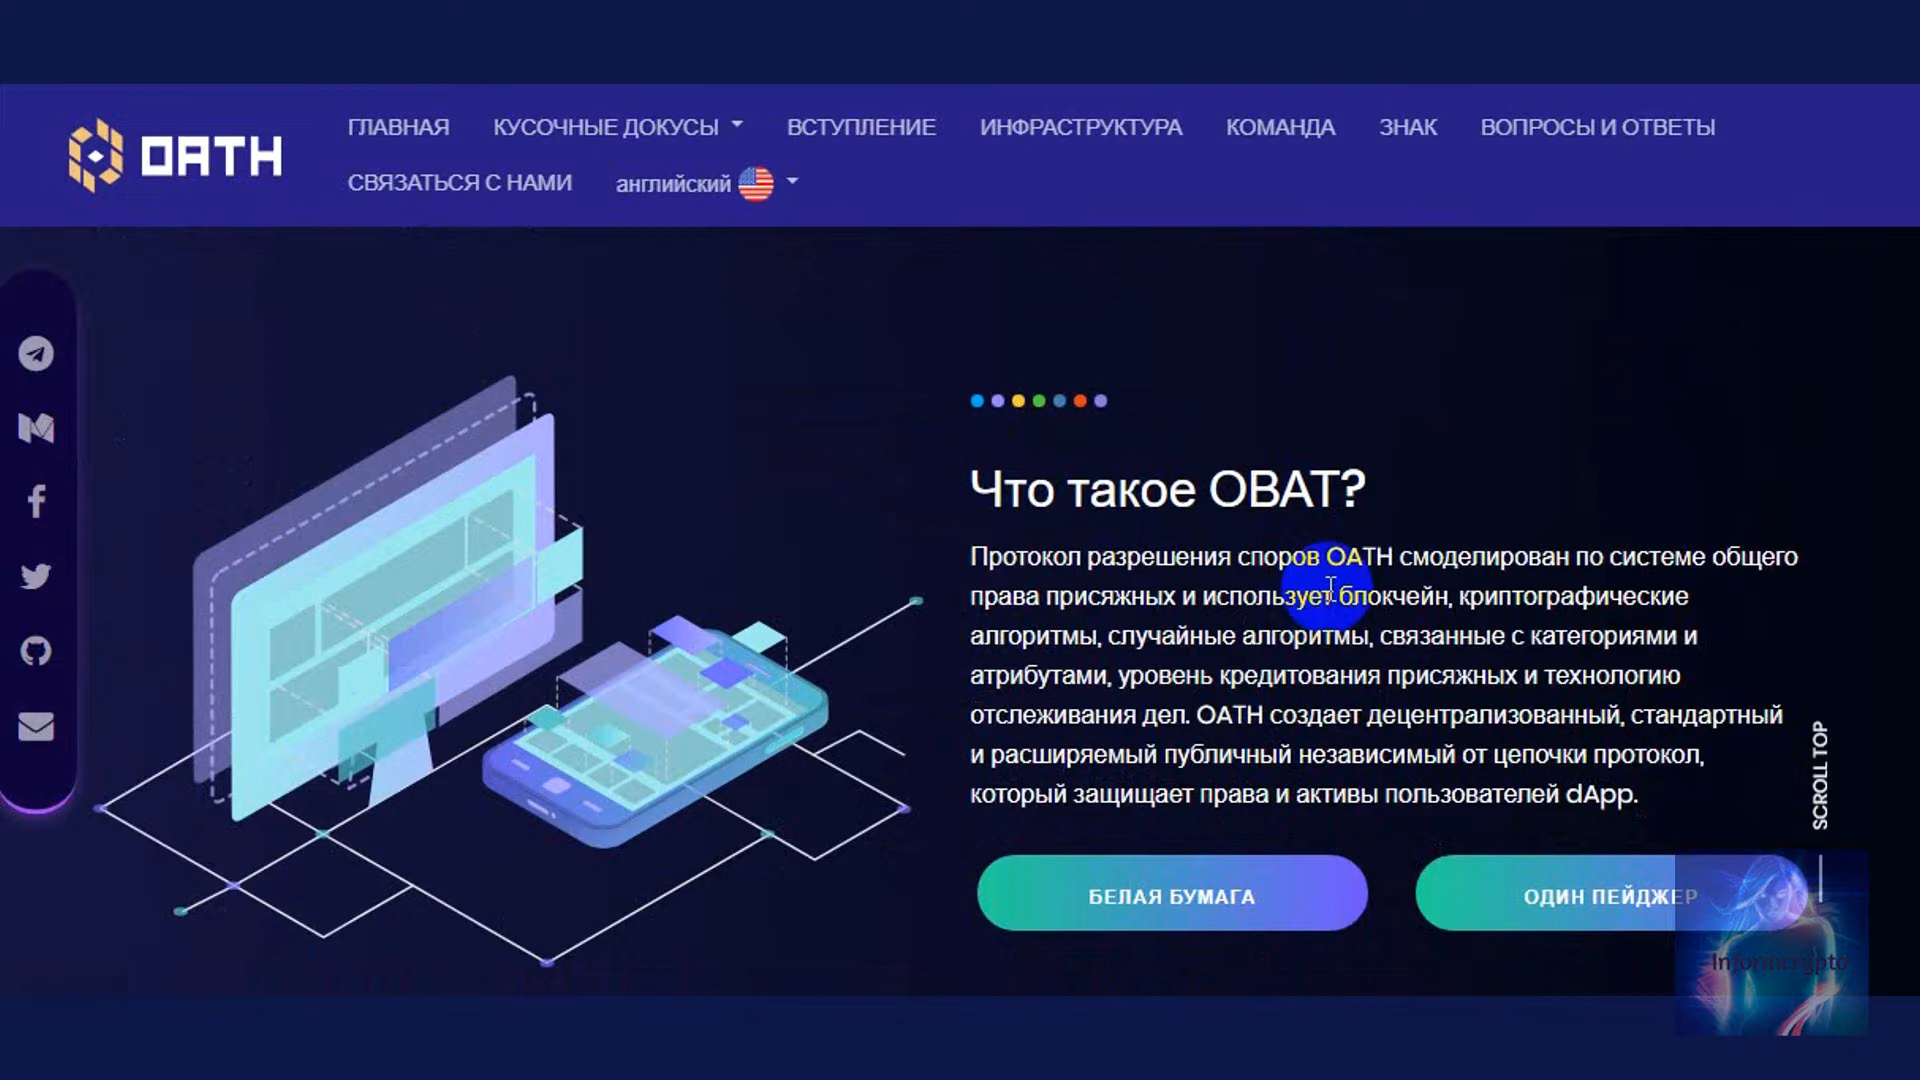 OATH
ГЛАВНАЯ КУСОЧНЫЕ ДОКУСЫ ВСТУПЛЕНИЕ ИНФРАСТРУКТУРА КОМАНДА ЗНАК ВОПРОСЫ И ОТВЕТЫ
СВЯЗАТЬСЯ С НАМИ английский
Что такое ОВАТ?
Протокол разрешения споров OATH смоделирован по системе общего
права присяжных и использует блокчейн, криптографические
алгоритмы, случайные алгоритмы, связанные с категориями и
атрибутами, уровень кредитования присяжных и технологию
отслеживания дел. OATH создает децентрализованный, стандартный
и расширяемый публичный независимый от цепочки протокол,
который защищает права и активы пользователей dApp.
SCROLL TOP
БЕЛАЯ БУМАГА
ОДИН ПЕЙДЖЕР
Informcrypto